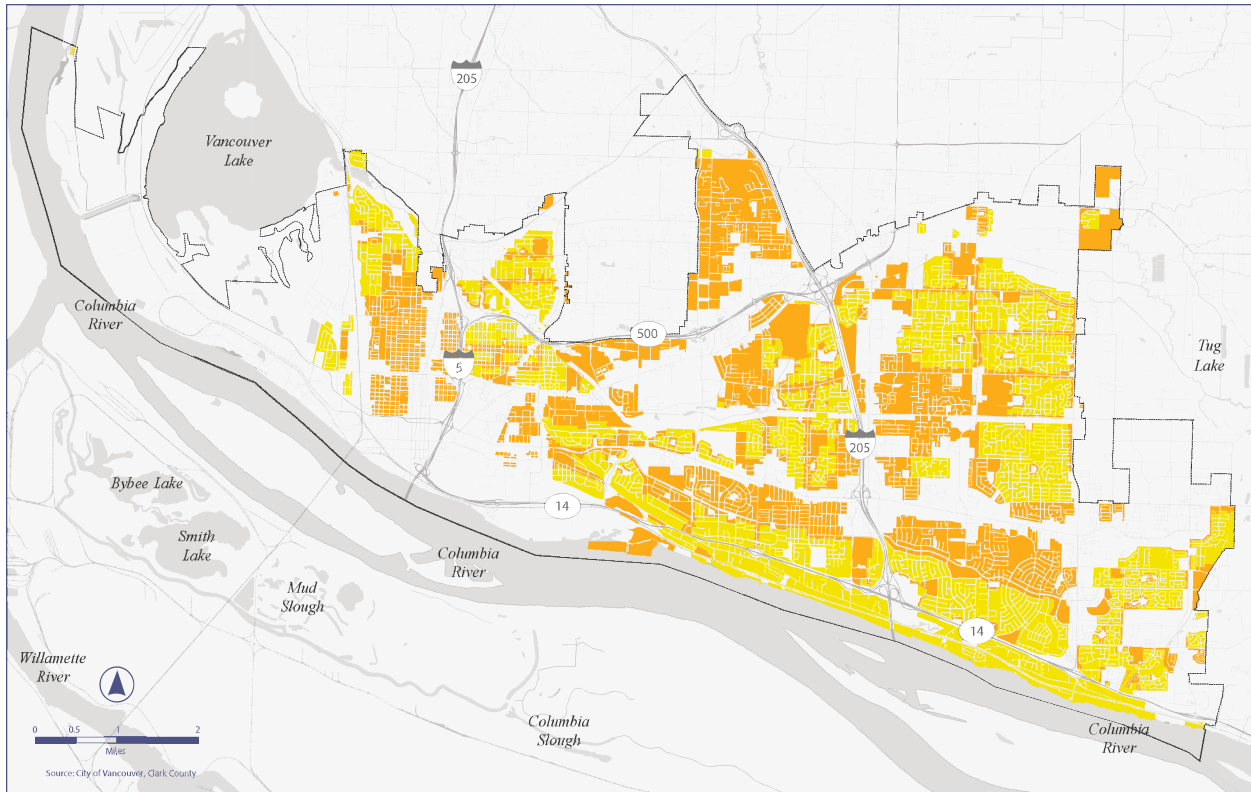 205
Vancouver
Lake
Columbia
River
500
5
Tug
Lake
205
Bybee Lake
14
Smith
Lake
Columbia
River
Mud
Slough
14
Willamette
River
Columbia
Slough
Columbia
River
0 0.5 1 2
Miles
Source: City of Vancouver, Clark County